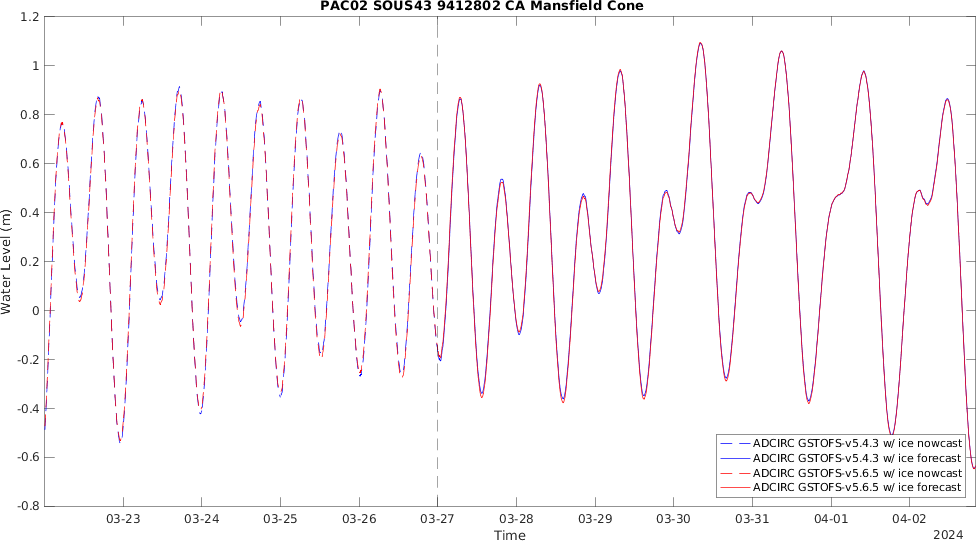 PAC02 SOUS43 9412802 CA Mansfield Cone
1.2
1
0.8
0.6
0.4
0.2
0
-0.2
-0.4
-0.6
-0.8
Water Level (m)
ADCIRC GSTOFS-v5.4.3 w/ ice nowcast
ADCIRC GSTOFS-v5.4.3 w/ ice forecast
ADCIRC GSTOFS-v5.6.5 w/ ice nowcast
ADCIRC GSTOFS-v5.6.5 w/ ice forecast
03-23 03-24 03-25 03-26 03-27 03-28 03-29 03-30 03-31 04-01 04-02
Time
2024